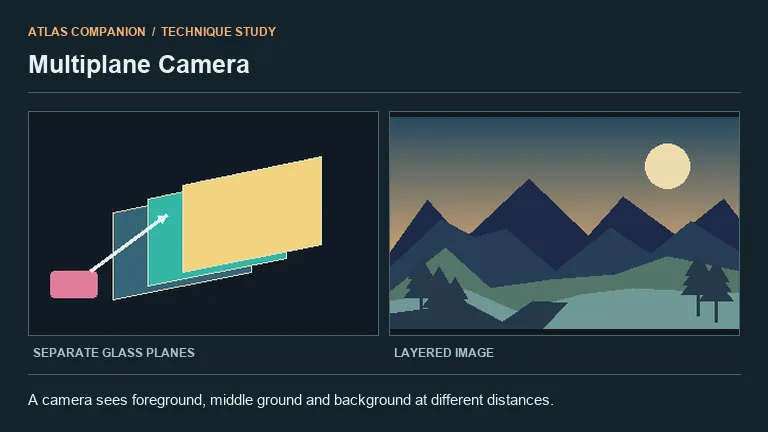 ATLAS COMPANION / TECHNIQUE STUDY
Multiplane Camera
SEPARATE GLASS PLANES
LAYERED IMAGE
A camera sees foreground, middle ground and background at different distances.